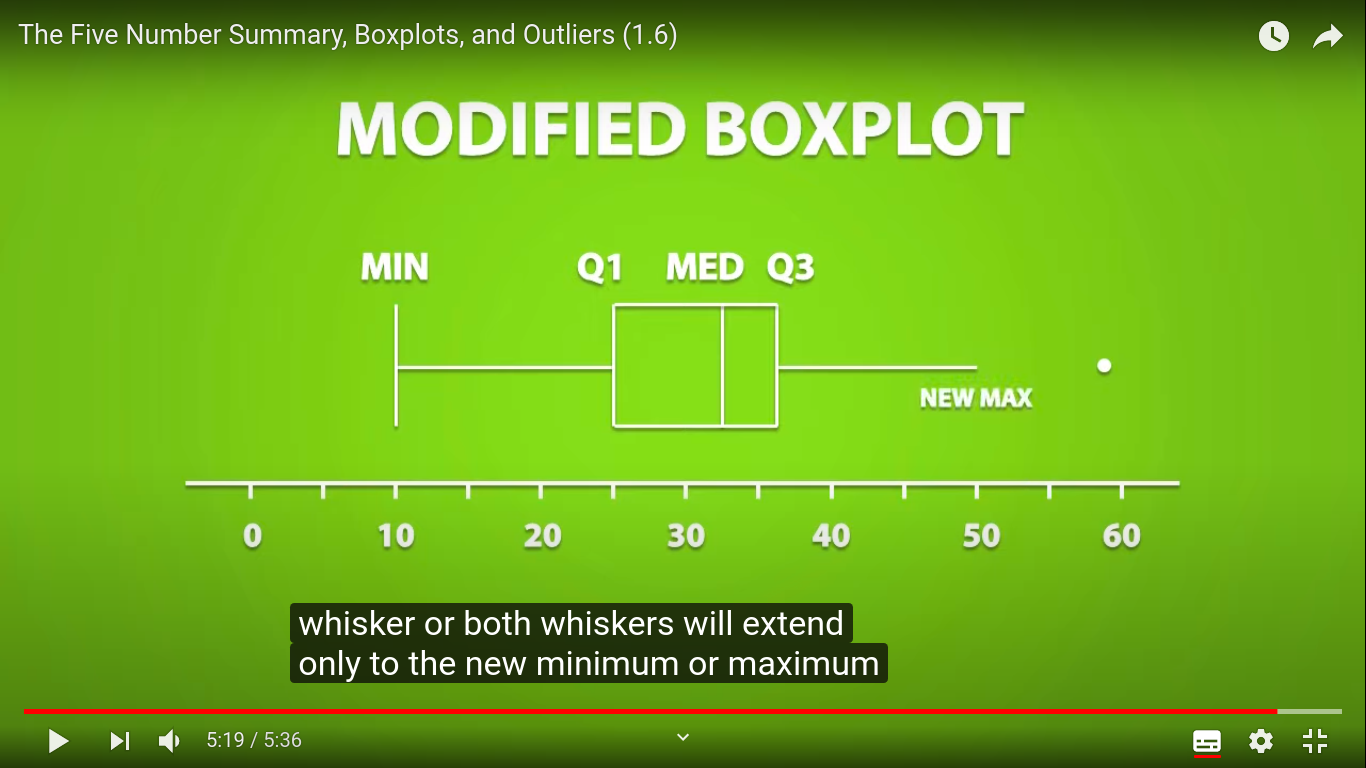 The Five Number Summary, Boxplots, and Outliers (1.6)
MODIFIED BOXPLOT
MIN Q1 MED Q3
NEW MAX
0 10 20 30 40 50 60
whisker or both whiskers will extend
only to the new minimum or maximum
5:19 / 5:36